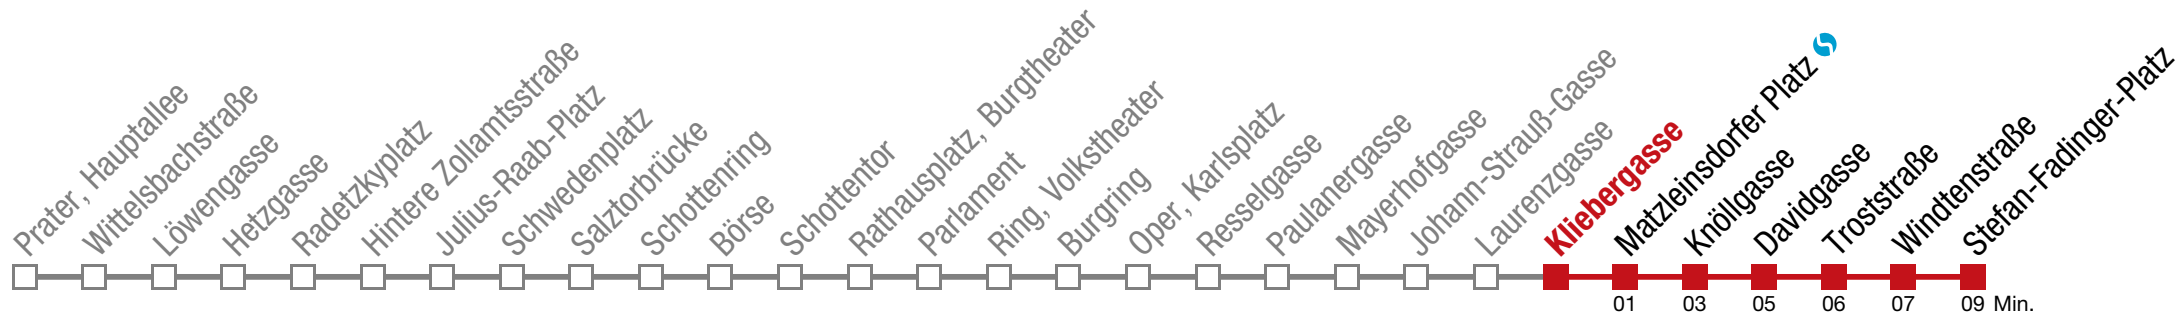 Prater, Hauptallee
Wittelsbachstraße
Löwengasse
Hetzgasse
Radetzkyplatz
Hintere Zollamtsstraße
Julius-Raab-Platz
Schwedenplatz
Salztorbrücke
Schottenring
Börse
Schottentor
Rathausplatz, Burgtheater
Parlament
Ring, Volkstheater
Burgring
Oper, Karlsplatz
Resselgasse
Paulanergasse
Mayerhofgasse
Johann-Strauß-Gasse
Laurenzgasse
Kliebergasse
Matzleinsdorfer Platz
Knöllgasse
Davidgasse
Troststraße
Windtenstraße
Stefan-Fadinger-Platz
01 03 05 06 07 09 Min.